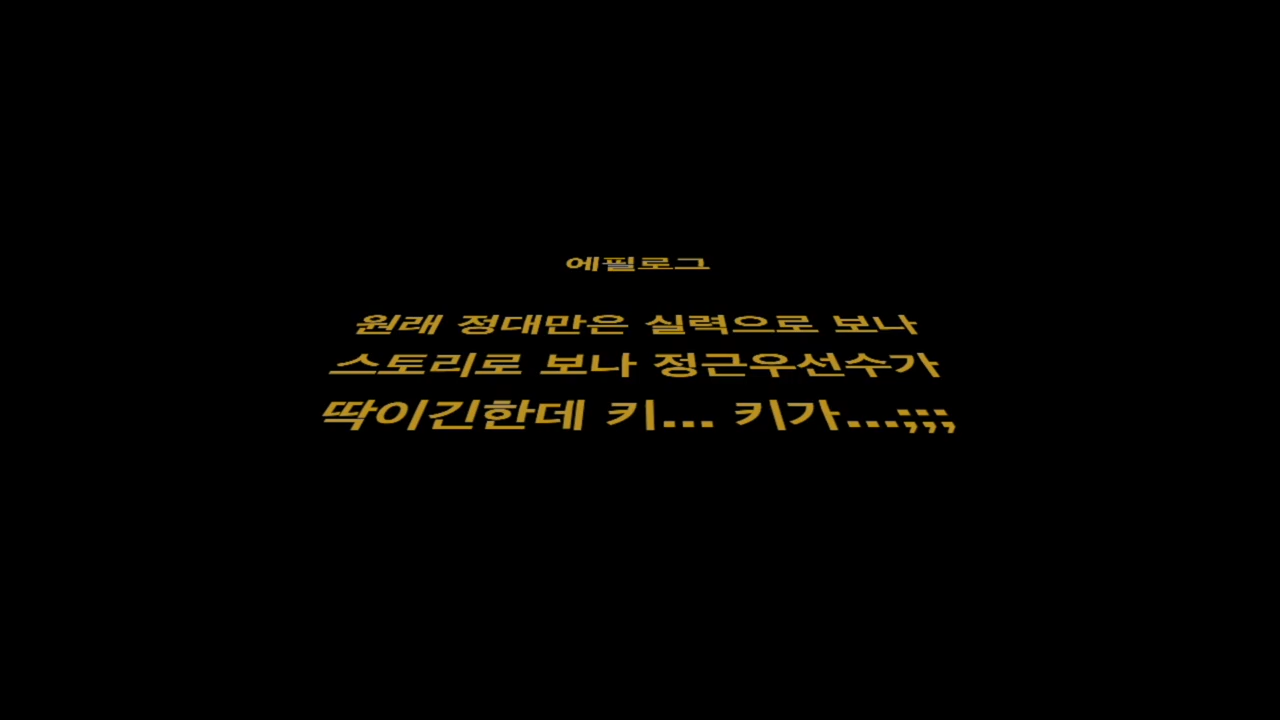 에필로그
원래 정대만은 실력으로 보나
스토리로 보나 정근우선수가
딱이긴한데 키... 키가...;;;